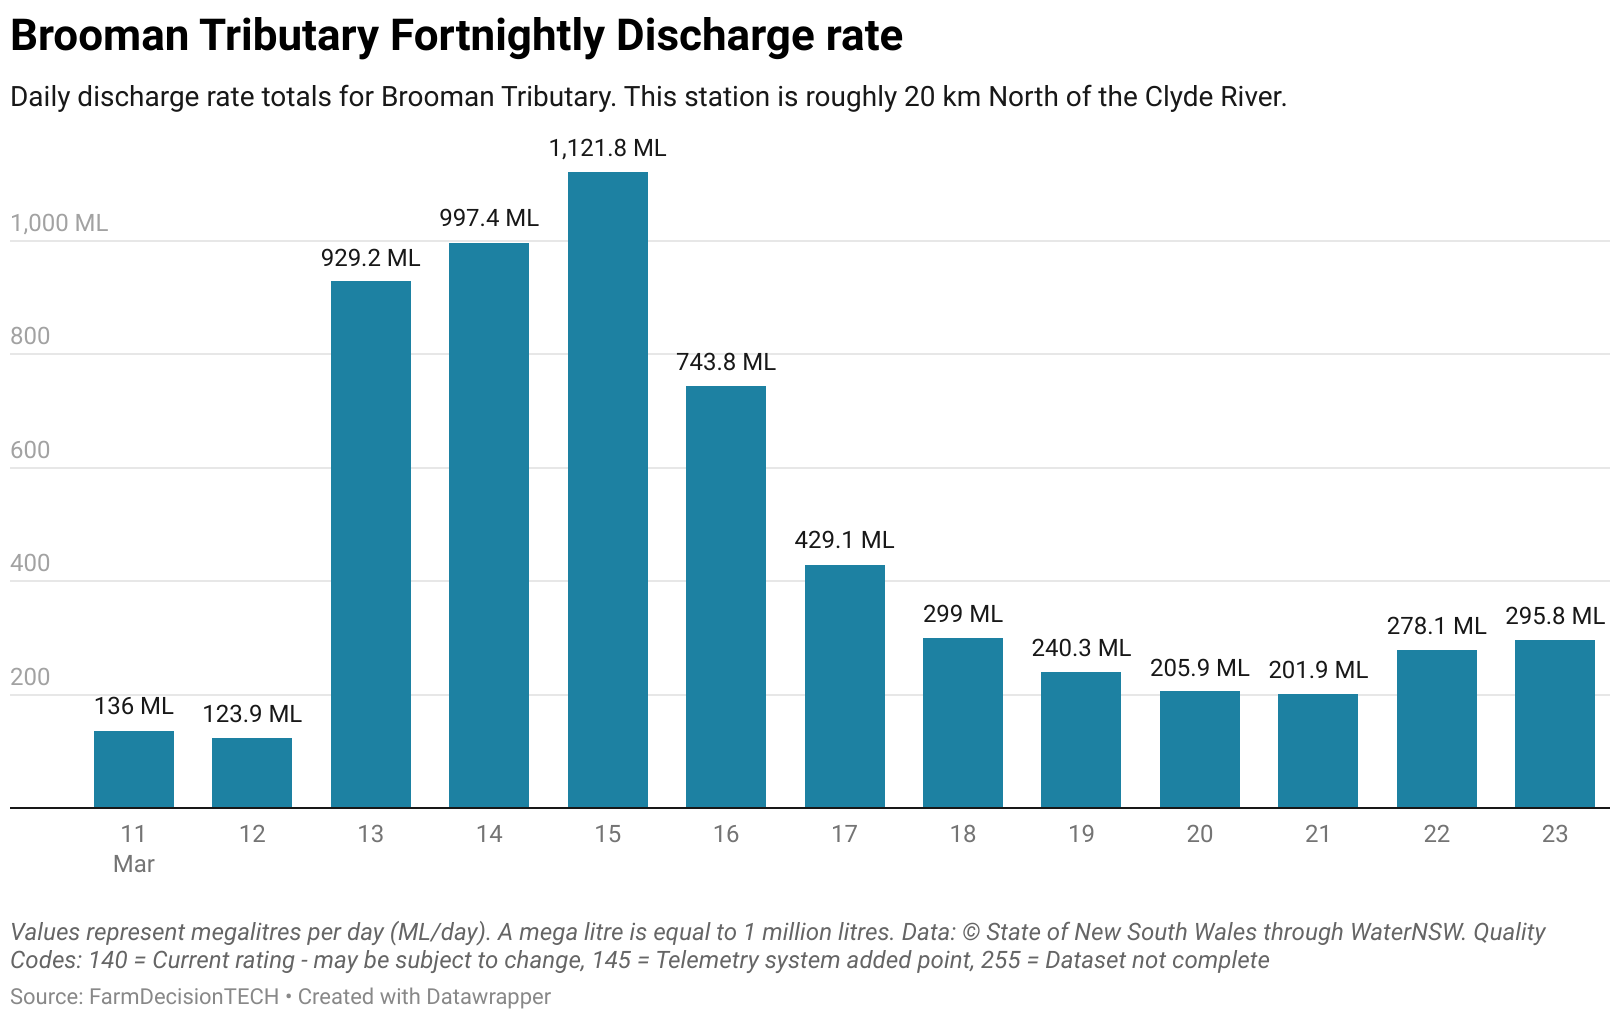 Brooman Tributary Fortnightly Discharge rate
Daily discharge rate totals for Brooman Tributary. This station is roughly 20 km North of the Clyde River.
1,121.8 ML
1,000 ML
997.4 ML
929.2 ML
800
743.8 ML
600
429.1 ML
400
299 ML
295.8 ML
278.1 ML
240.3 ML
205.9 ML
201.9 ML
200
136 ML
123.9 ML
11 12 13 14 15 16 17 18 19 20 21 22 23
Mar
Values represent megalitres per day (ML/day). A mega litre is equal to 1 million litres. Data: © State of New South Wales through WaterNSW. Quality
Codes: 140 = Current rating - may be subject to change, 145 = Telemetry system added point, 255 = Dataset not complete
Source: FarmDecisionTECH • Created with Datawrapper